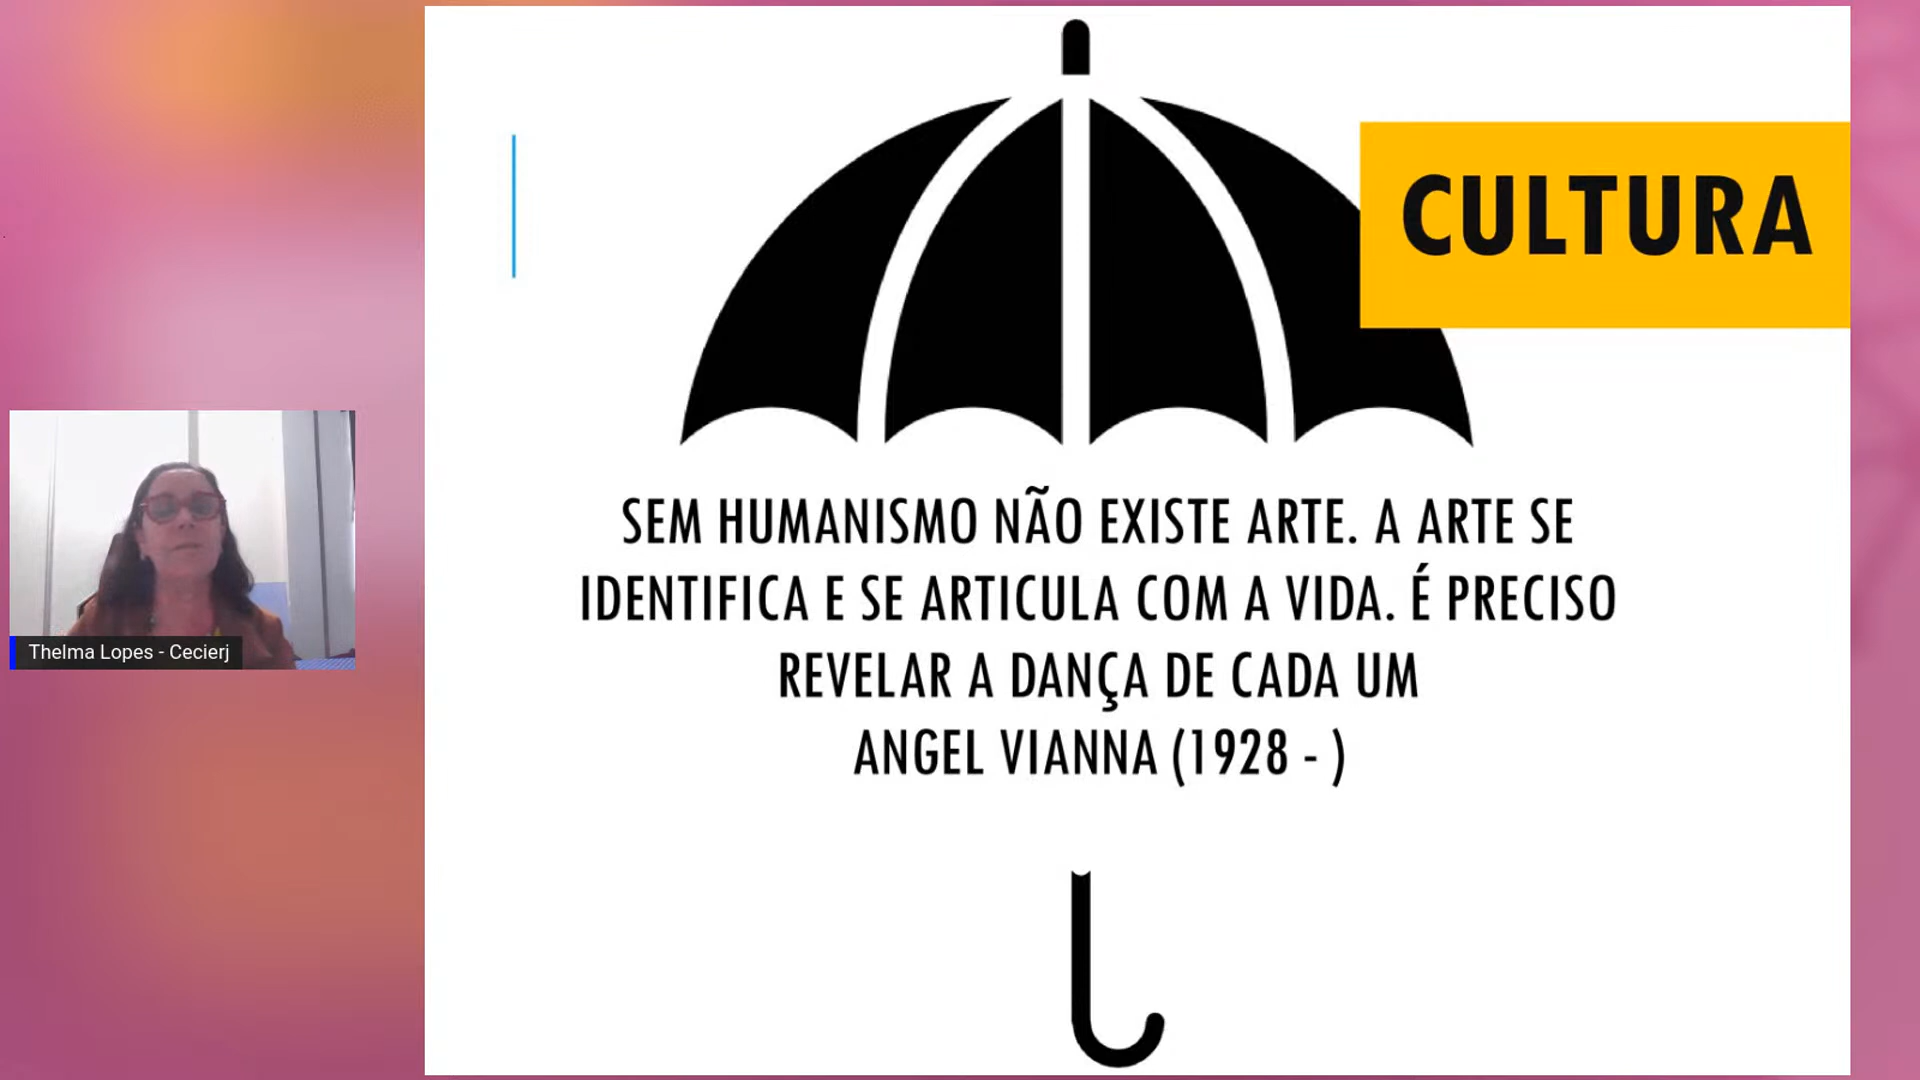 CULTURA
SEM HUMANISMO NÃO EXISTE ARTE. A ARTE SE
IDENTIFICA E SE ARTICULA COM A VIDA. É PRECISO
REVELAR A DANÇA DE CADA UM
ANGEL VIANNA (1928 - )
Thelma Lopes - Cecierj